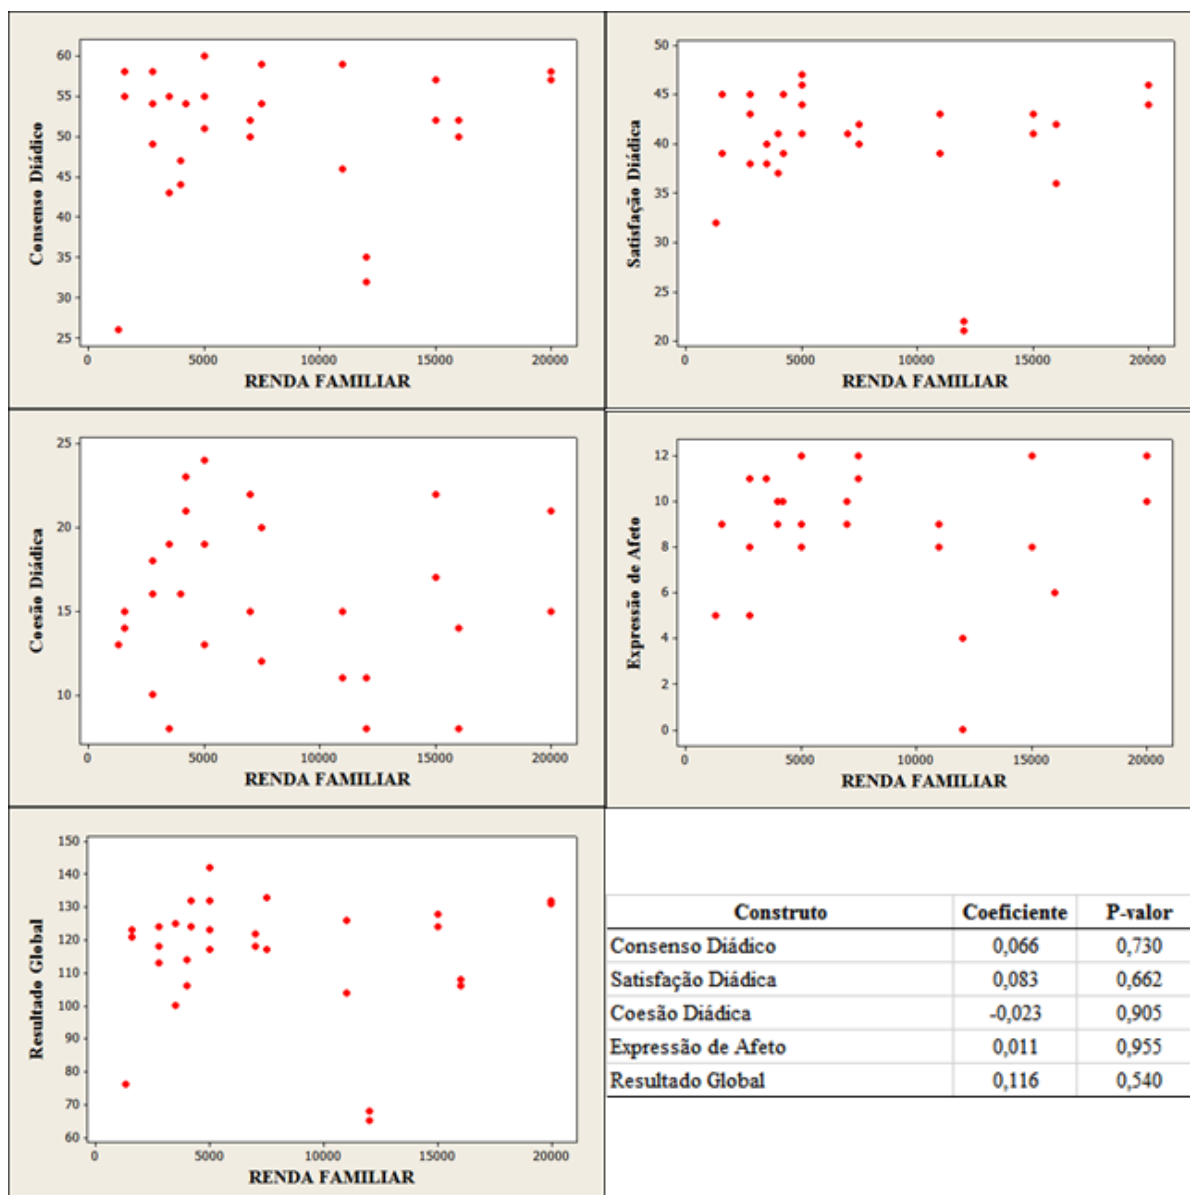 60
55
50
45
40
35
30
25
Consenso Diádico
0 5000 10000 15000 20000
RENDA FAMILIAR
50
45
40
35
30
25
20
Satisfação Diádica
0 5000 10000 15000 20000
RENDA FAMILIAR
25
20
15
10
Coesão Diádica
0 5000 10000 15000 20000
RENDA FAMILIAR
12
10
8
6
4
2
0
Expressão de Afeto
0 5000 10000 15000 20000
RENDA FAMILIAR
150
140
130
120
110
100
90
80
70
60
Resultado Global
0 5000 10000 15000 20000
RENDA FAMILIAR
Construto Coeficiente P-valor
Consenso Diádico 0,066 0,730
Satisfação Diádica 0,083 0,662
Coesão Diádica -0,023 0,905
Expressão de Afeto 0,011 0,955
Resultado Global 0,116 0,540